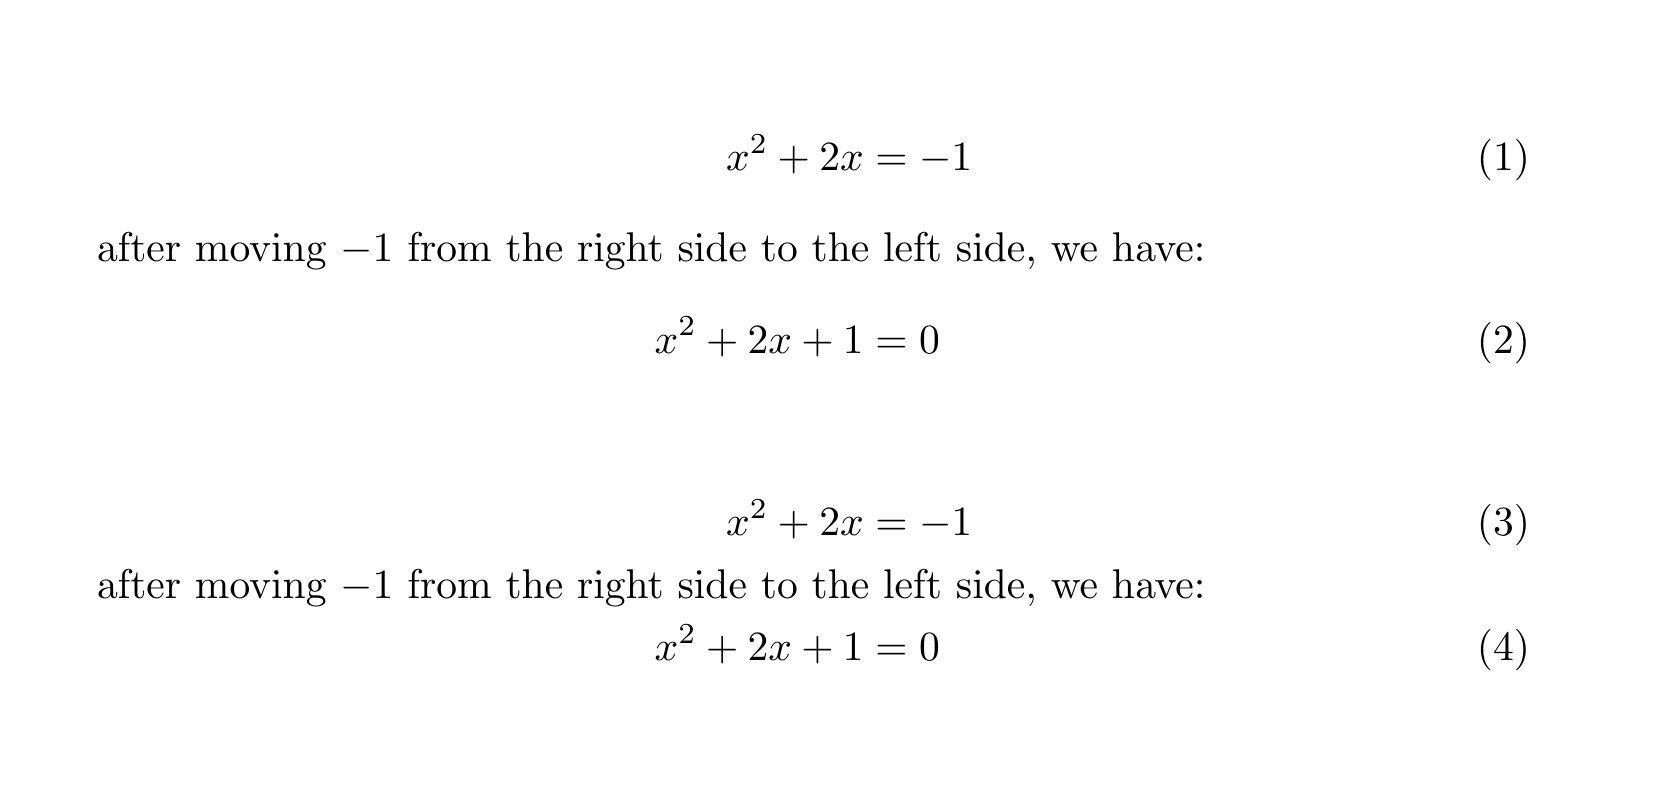 x² + 2x = −1 (1)
after moving −1 from the right side to the left side, we have:
x² + 2x + 1 = 0 (2)
x² + 2x = −1 (3)
after moving −1 from the right side to the left side, we have:
x² + 2x + 1 = 0 (4)